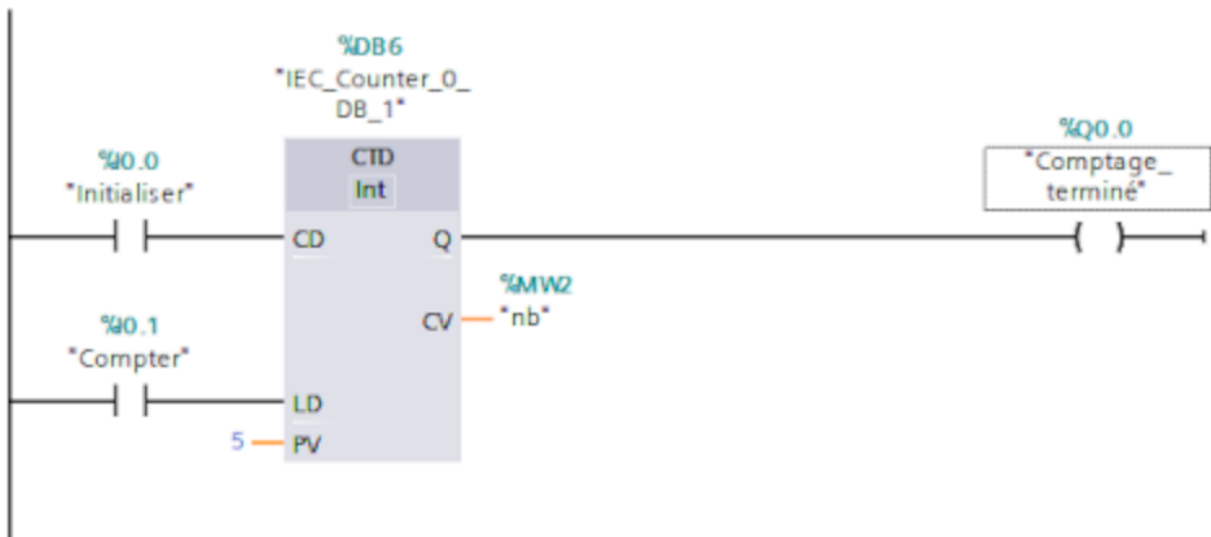 %DB6
"IEC_Counter_0_
DB_1"
%I0.0
"Initialiser"
CTD
Int
CD
Q
%Q0.0
"Comptage_
terminé"
%MW2
CV
"nb"
%I0.1
"Compter"
LD
5
PV